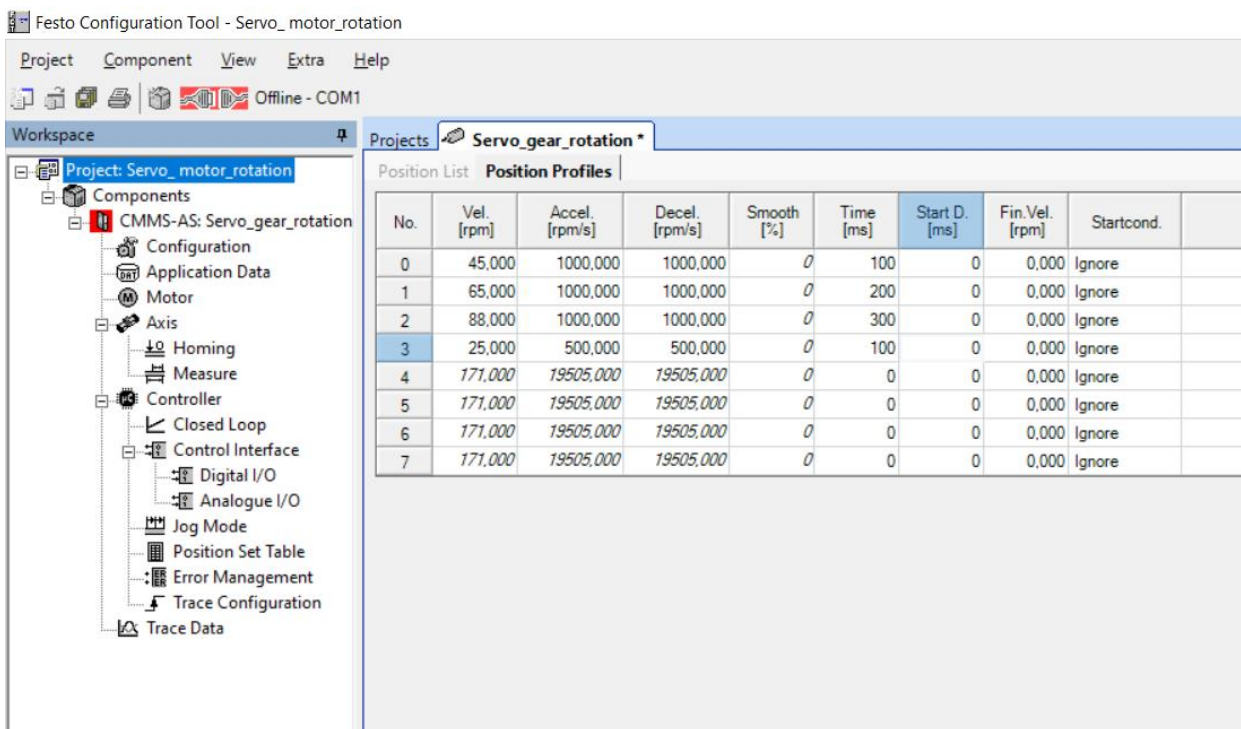 Festo Configuration Tool - Servo_ motor_rotation
Project Component View Extra Help
Offline - COM1
Workspace
Project: Servo_ motor_rotation
Components
CMMS-AS: Servo_gear_rotation
Configuration
Application Data
Motor
Axis
Homing
Measure
Controller
Closed Loop
Control Interface
Digital I/O
Analogue I/O
Jog Mode
Position Set Table
Error Management
Trace Configuration
Trace Data
Projects Servo_gear_rotation *
Position List Position Profiles
No. Vel. [rpm] Accel. [rpm/s] Decel. [rpm/s] Smooth [%] Time [ms] Start D. [ms] Fin.Vel. [rpm] Startcond.
0 45,000 1000,000 1000,000 0 100 0 0,000 Ignore
1 65,000 1000,000 1000,000 0 200 0 0,000 Ignore
2 88,000 1000,000 1000,000 0 300 0 0,000 Ignore
3 25,000 500,000 500,000 0 100 0 0,000 Ignore
4 171,000 19505,000 19505,000 0 0 0 0,000 Ignore
5 171,000 19505,000 19505,000 0 0 0 0,000 Ignore
6 171,000 19505,000 19505,000 0 0 0 0,000 Ignore
7 171,000 19505,000 19505,000 0 0 0 0,000 Ignore